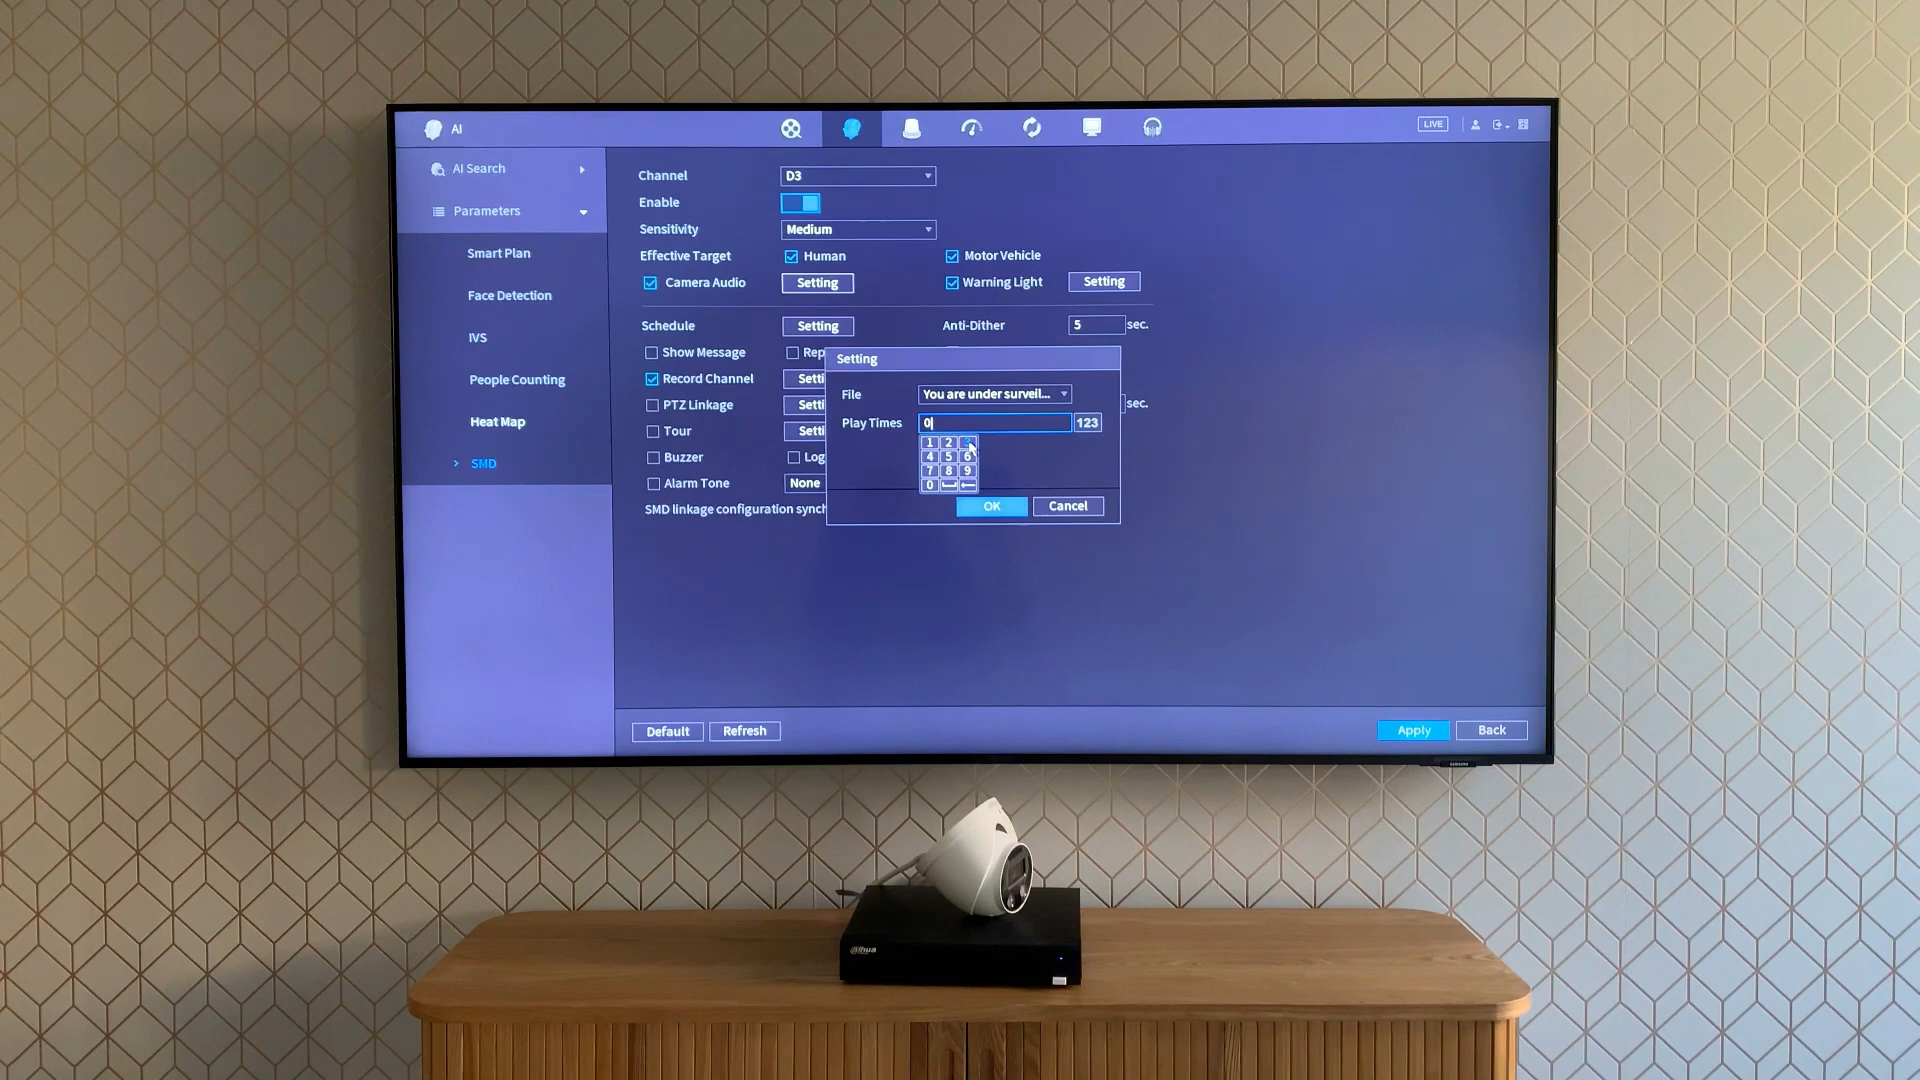 AI
LIVE
AI Search
Parameters
Smart Plan
Face Detection
IVS
People Counting
Heat Map
> SMD
Channel D3
Enable
Sensitivity Medium
Effective Target Human Motor Vehicle
Camera Audio Setting Warning Light Setting
Schedule Setting Anti-Dither 5 sec.
Show Message Rep
Record Channel Setti
PTZ Linkage Setti sec.
Tour Setti
Buzzer Log
Alarm Tone None
SMD linkage configuration synch
Setting
File You are under surveil...
Play Times 0 123
1 2 3
4 5 6
7 8 9
0
OK Cancel
Default Refresh Apply Back
SAMSUNG
alhua